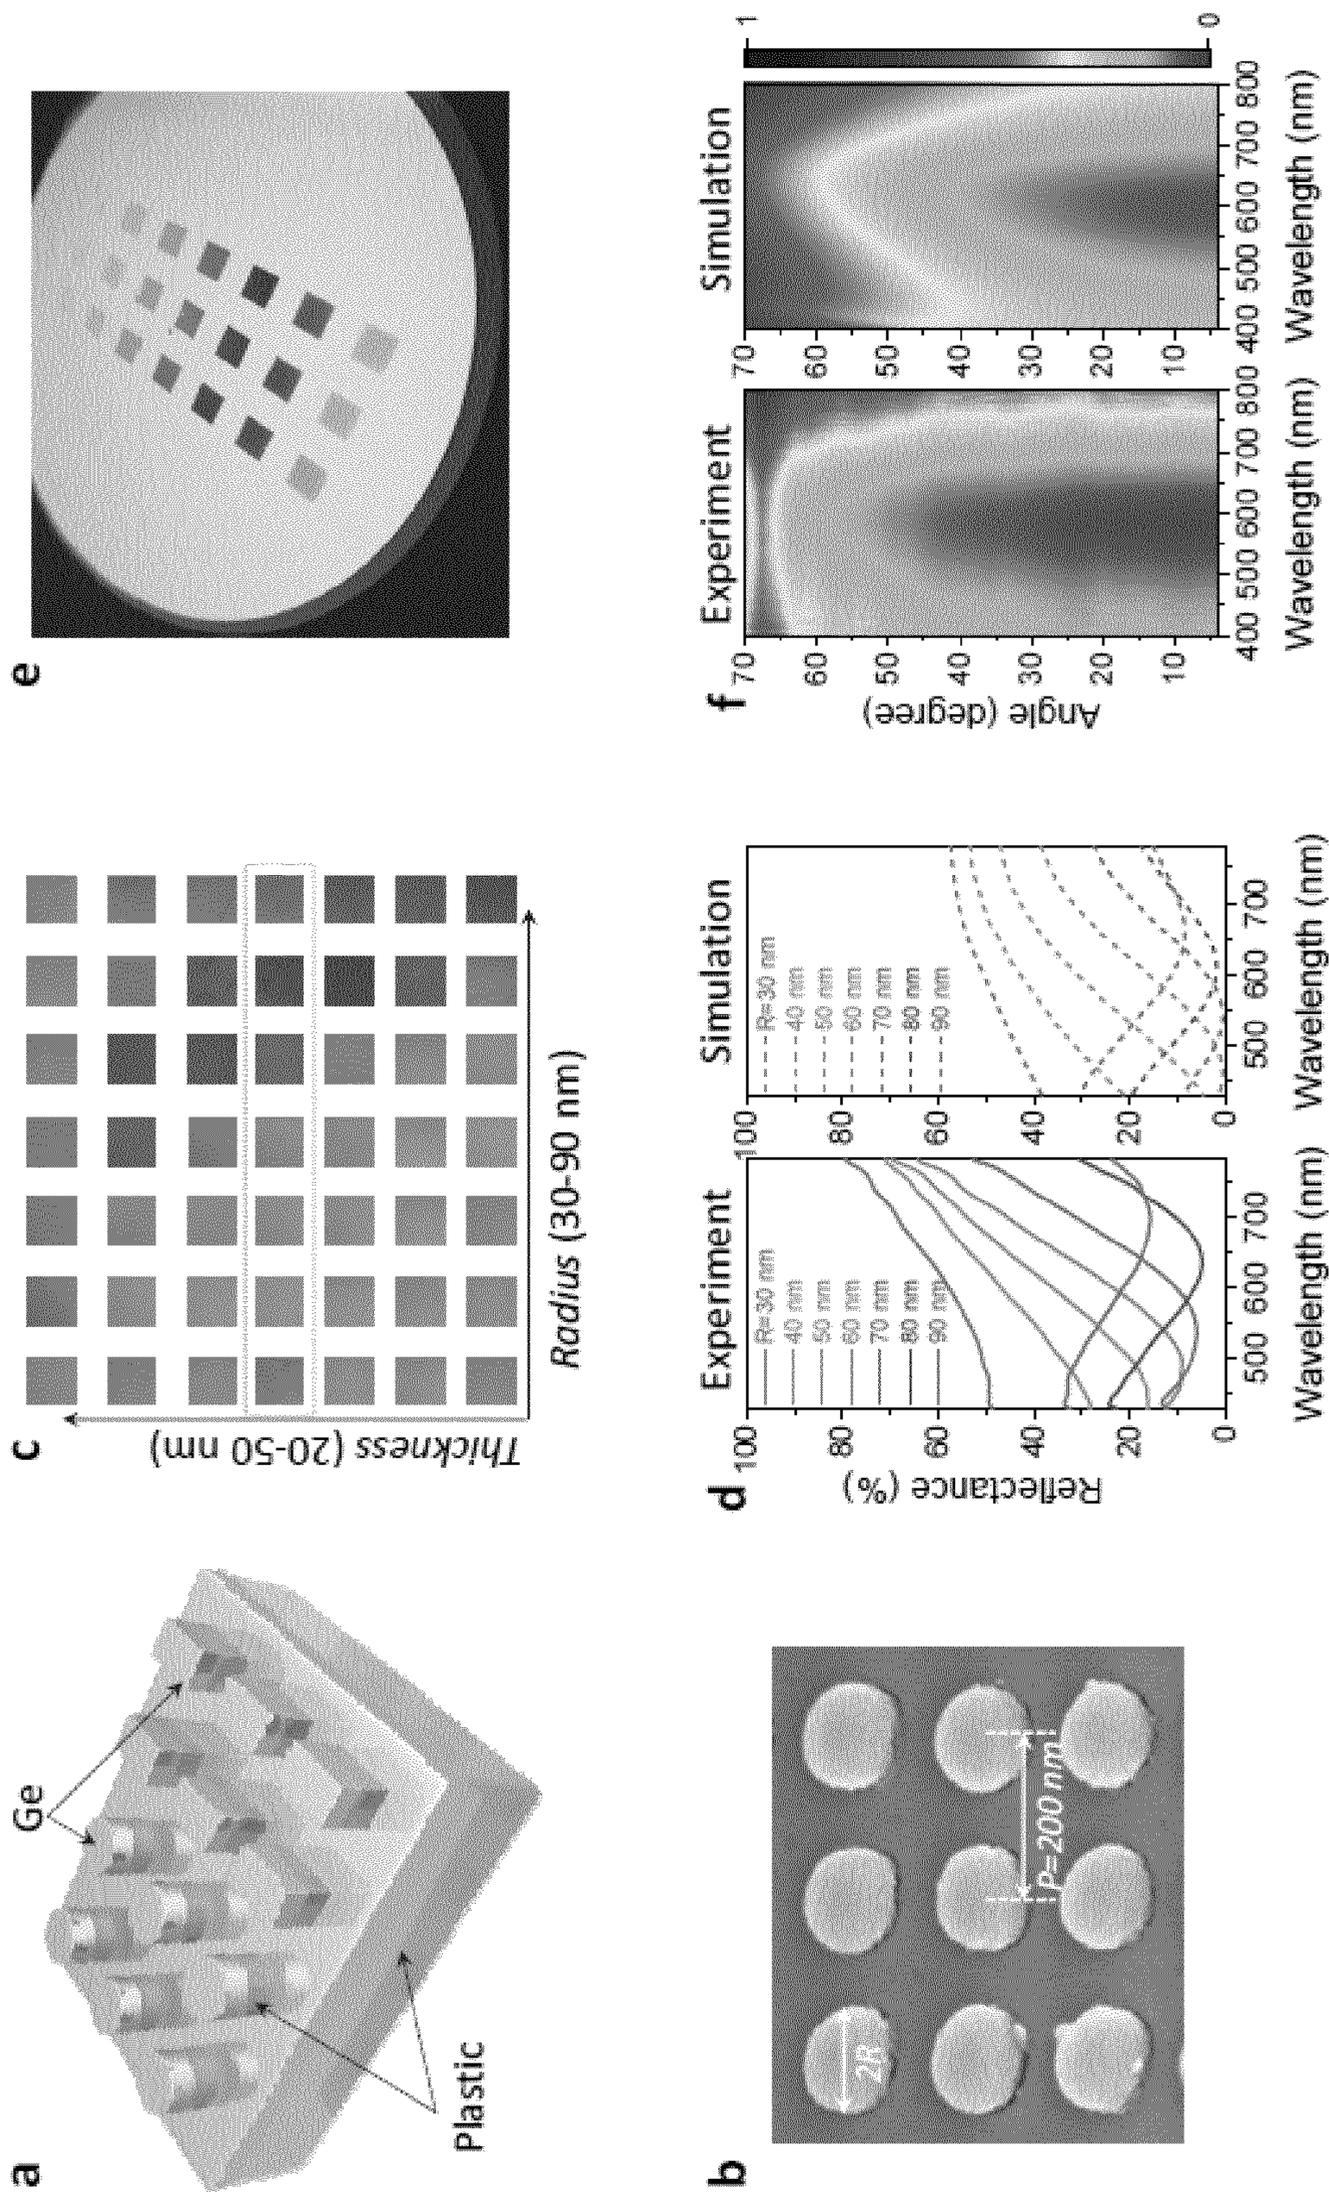 a
Ge
Plastic
b
2R
P=200 nm
c
Thickness (20-50 nm)
Radius (30-90 nm)
d
Experiment
Reflectance (%)
100
80
60
40
20
0
R=30 nm
40 nm
50 nm
60 nm
70 nm
80 nm
90 nm
500 600 700
Wavelength (nm)
Simulation
100
80
60
40
20
0
R=30 nm
40 nm
50 nm
60 nm
70 nm
80 nm
90 nm
500 600 700
Wavelength (nm)
e
f
Experiment
Angle (degree)
70
60
50
40
30
20
10
400 500 600 700 800
Wavelength (nm)
Simulation
70
60
50
40
30
20
10
400 500 600 700 800
Wavelength (nm)
1
0